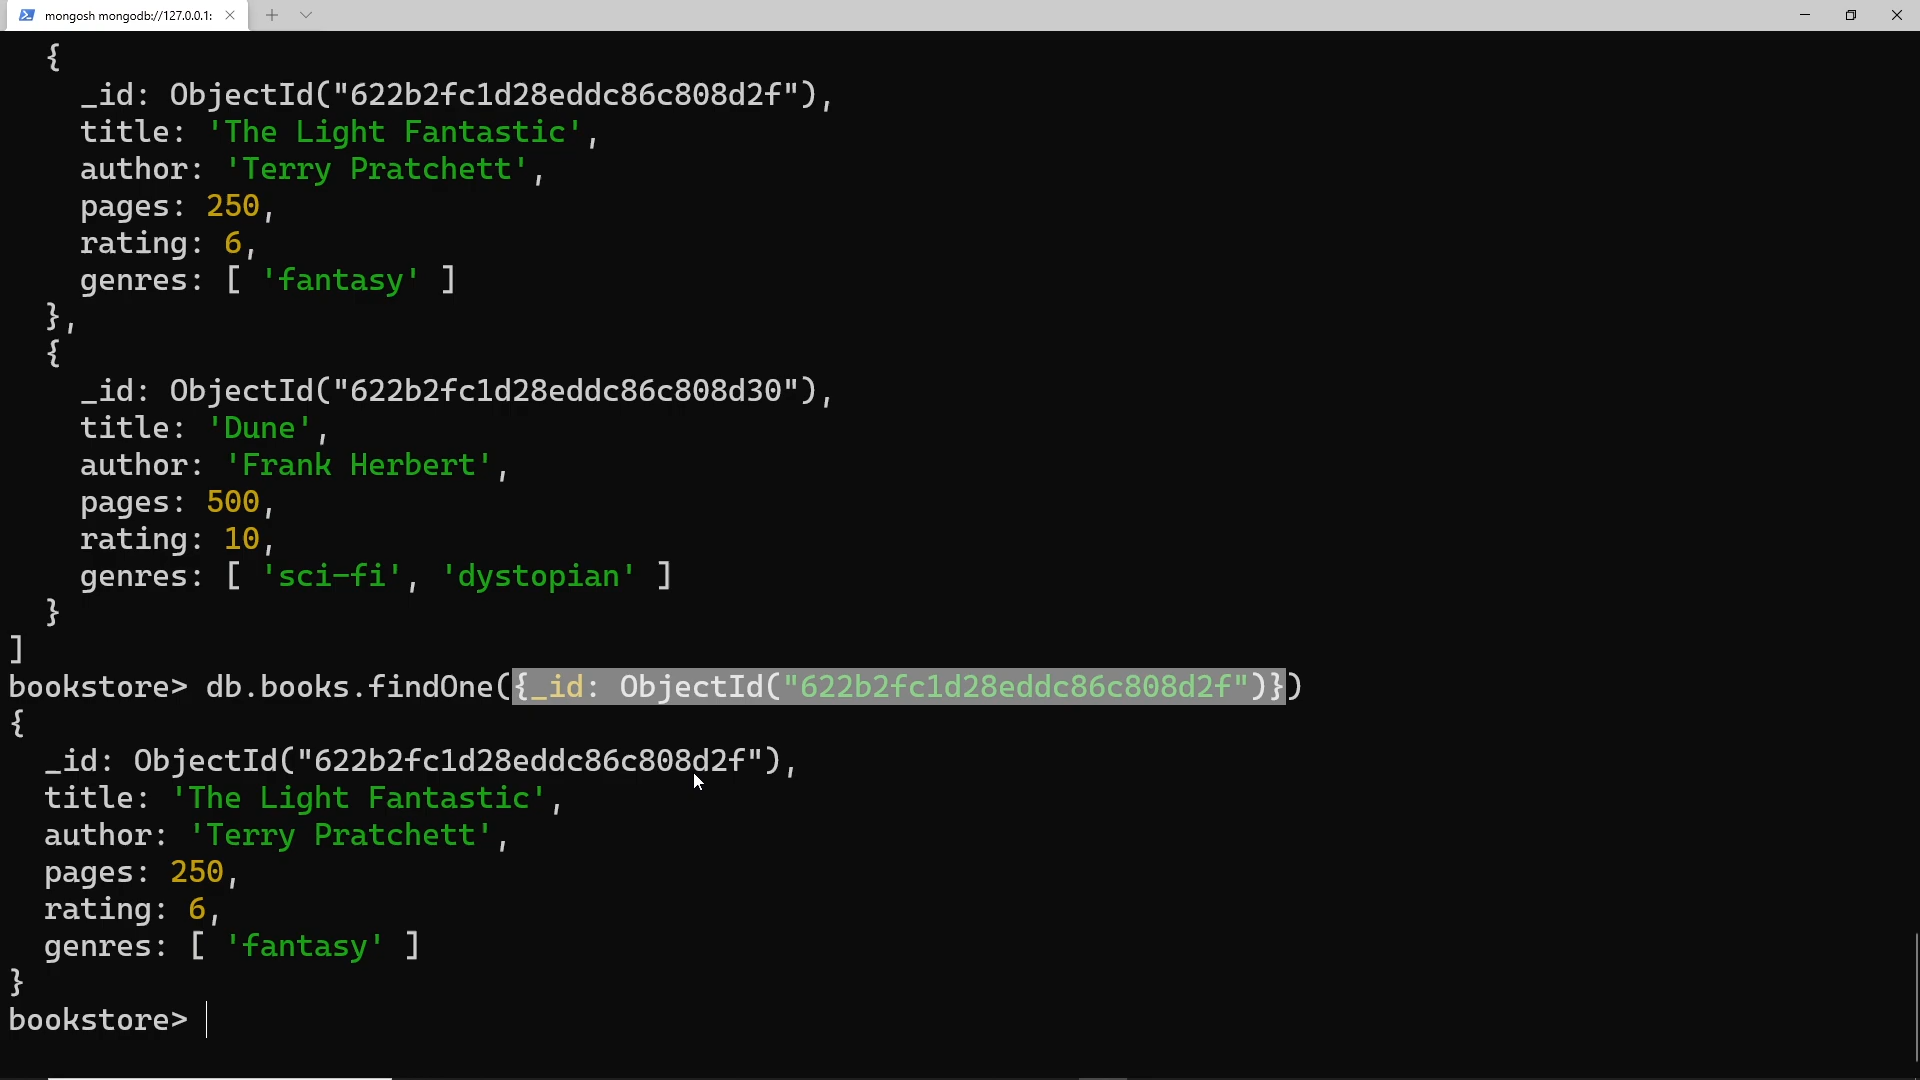 mongosh mongodb://127.0.0.1:
{
_id: ObjectId("622b2fc1d28eddc86c808d2f"),
title: 'The Light Fantastic',
author: 'Terry Pratchett',
pages: 250,
rating: 6,
genres: [ 'fantasy' ]
},
{
_id: ObjectId("622b2fc1d28eddc86c808d30"),
title: 'Dune',
author: 'Frank Herbert',
pages: 500,
rating: 10,
genres: [ 'sci-fi', 'dystopian' ]
}
]
bookstore> db.books.findOne({_id: ObjectId("622b2fc1d28eddc86c808d2f")})
{
_id: ObjectId("622b2fc1d28eddc86c808d2f"),
title: 'The Light Fantastic',
author: 'Terry Pratchett',
pages: 250,
rating: 6,
genres: [ 'fantasy' ]
}
bookstore>